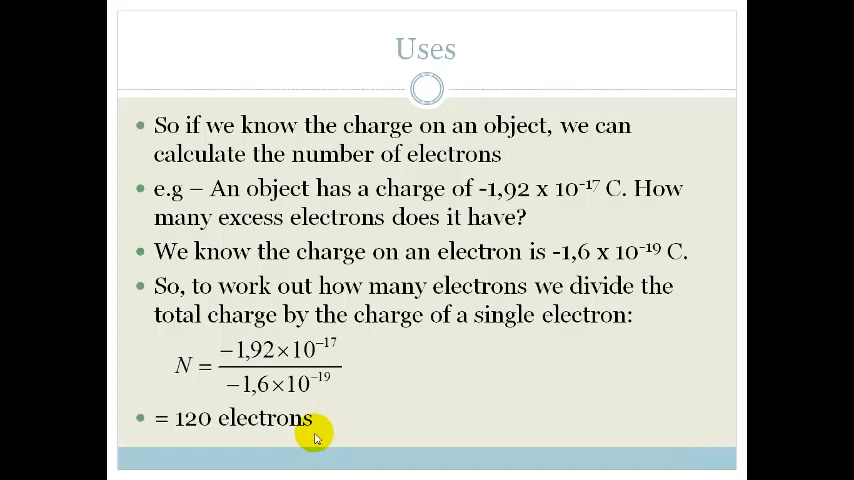 Uses
• So if we know the charge on an object, we can
calculate the number of electrons
• e.g – An object has a charge of -1,92 x 10⁻¹⁷ C. How
many excess electrons does it have?
• We know the charge on an electron is -1,6 x 10⁻¹⁹ C.
• So, to work out how many electrons we divide the
total charge by the charge of a single electron:
N = (−1,92×10⁻¹⁷)/(−1,6×10⁻¹⁹)
• = 120 electrons